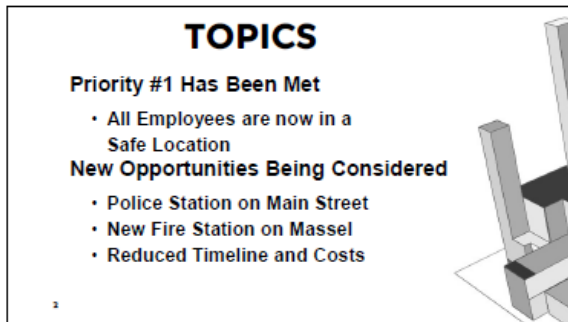 TOPICS
Priority #1 Has Been Met
• All Employees are now in a
Safe Location
New Opportunities Being Considered
• Police Station on Main Street
• New Fire Station on Massel
• Reduced Timeline and Costs
2